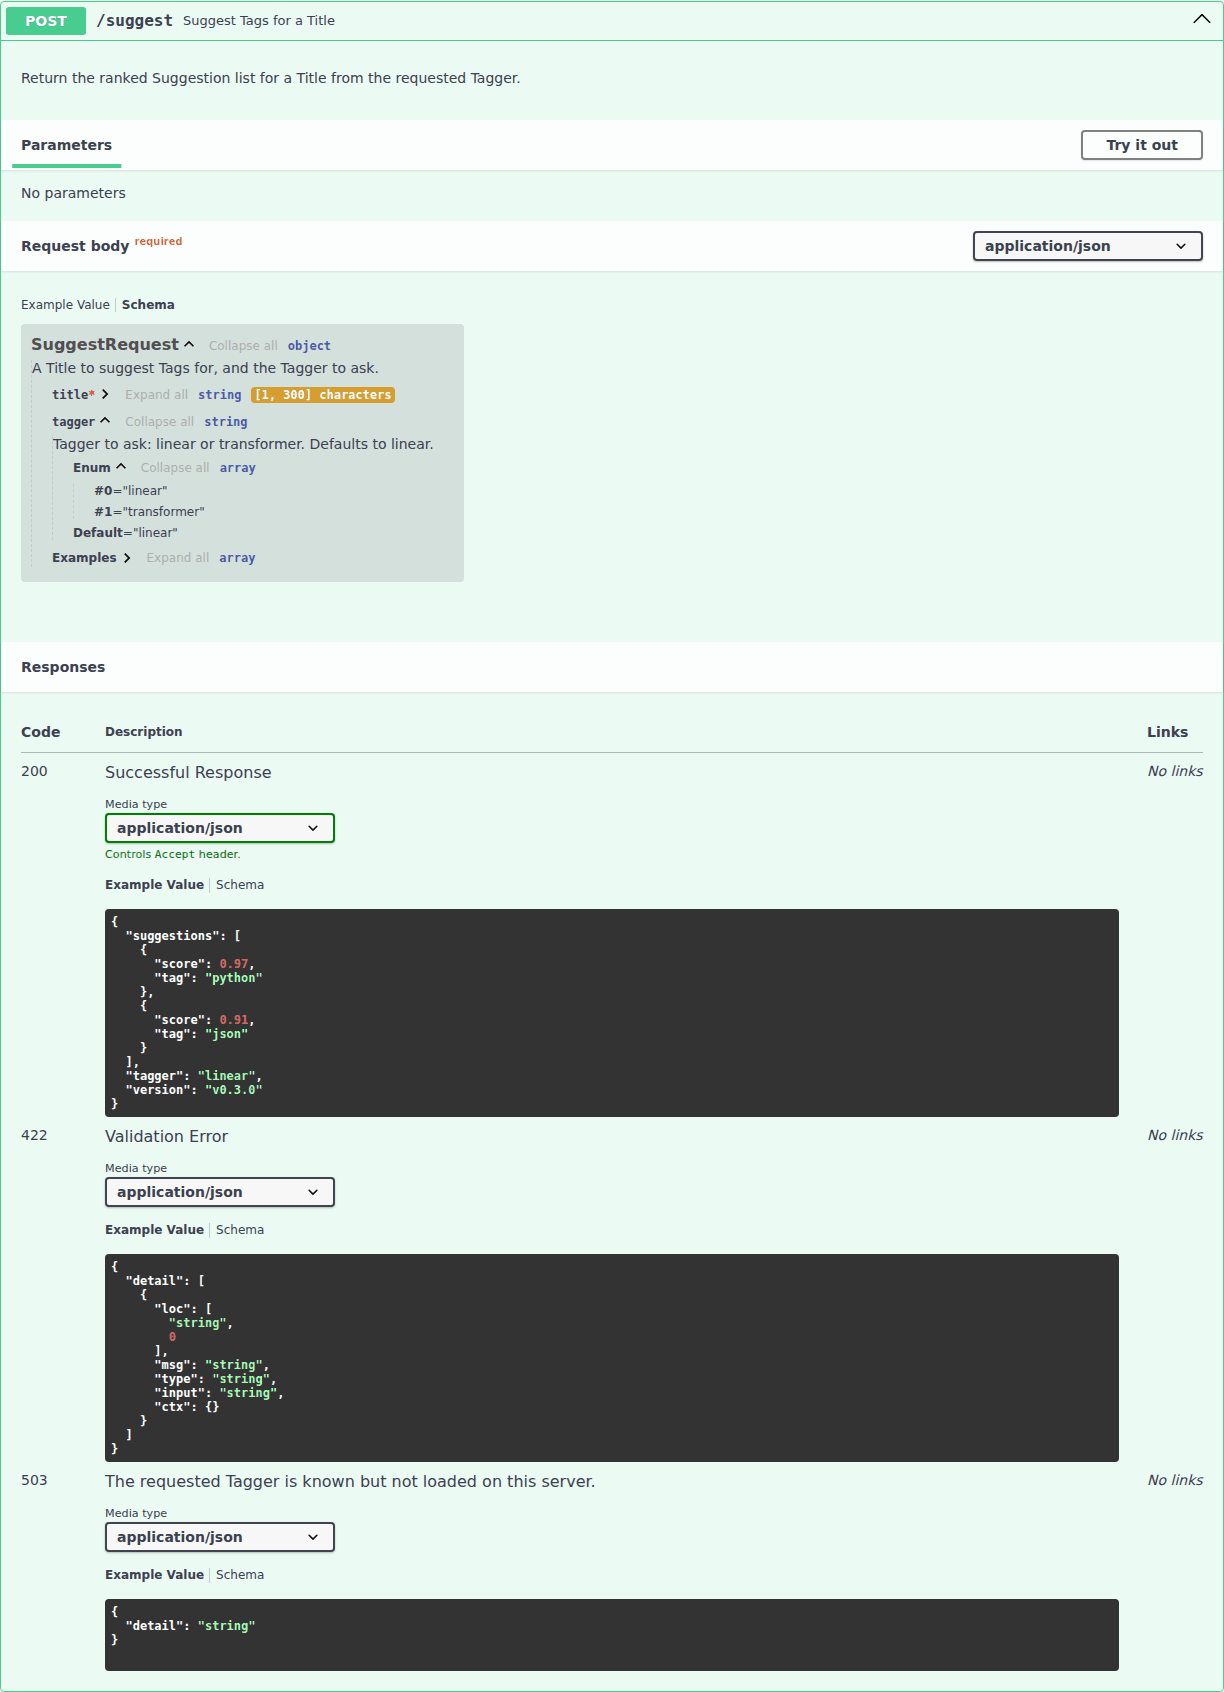 POST /suggest Suggest Tags for a Title
Return the ranked Suggestion list for a Title from the requested Tagger.
Parameters Try it out
No parameters
Request body required application/json
Example Value Schema
SuggestRequest Collapse all object
A Title to suggest Tags for, and the Tagger to ask.
title* Expand all string [1, 300] characters
tagger Collapse all string
Tagger to ask: linear or transformer. Defaults to linear.
Enum Collapse all array
#0="linear"
#1="transformer"
Default="linear"
Examples Expand all array
Responses
Code Description Links
200 Successful Response No links
Media type
application/json
Controls Accept header.
Example Value Schema
{
  "suggestions": [
    {
      "score": 0.97,
      "tag": "python"
    },
    {
      "score": 0.91,
      "tag": "json"
    }
  ],
  "tagger": "linear",
  "version": "v0.3.0"
}
422 Validation Error No links
Media type
application/json
Example Value Schema
{
  "detail": [
    {
      "loc": [
        "string",
        0
      ],
      "msg": "string",
      "type": "string",
      "input": "string",
      "ctx": {}
    }
  ]
}
503 The requested Tagger is known but not loaded on this server. No links
Media type
application/json
Example Value Schema
{
  "detail": "string"
}